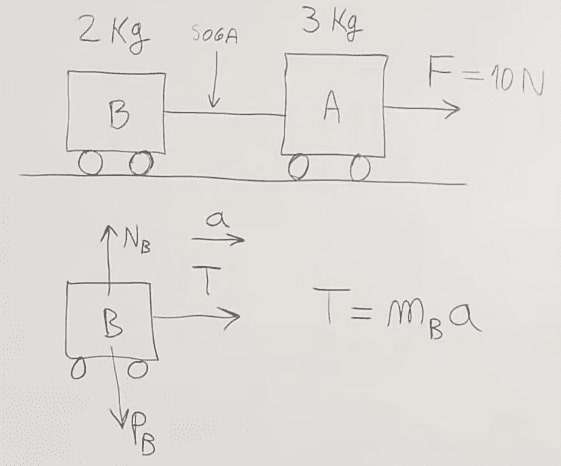 2 Kg SOGA 3 Kg
B A F = 10 N
N_B a
T
B T = m_B a
P_B